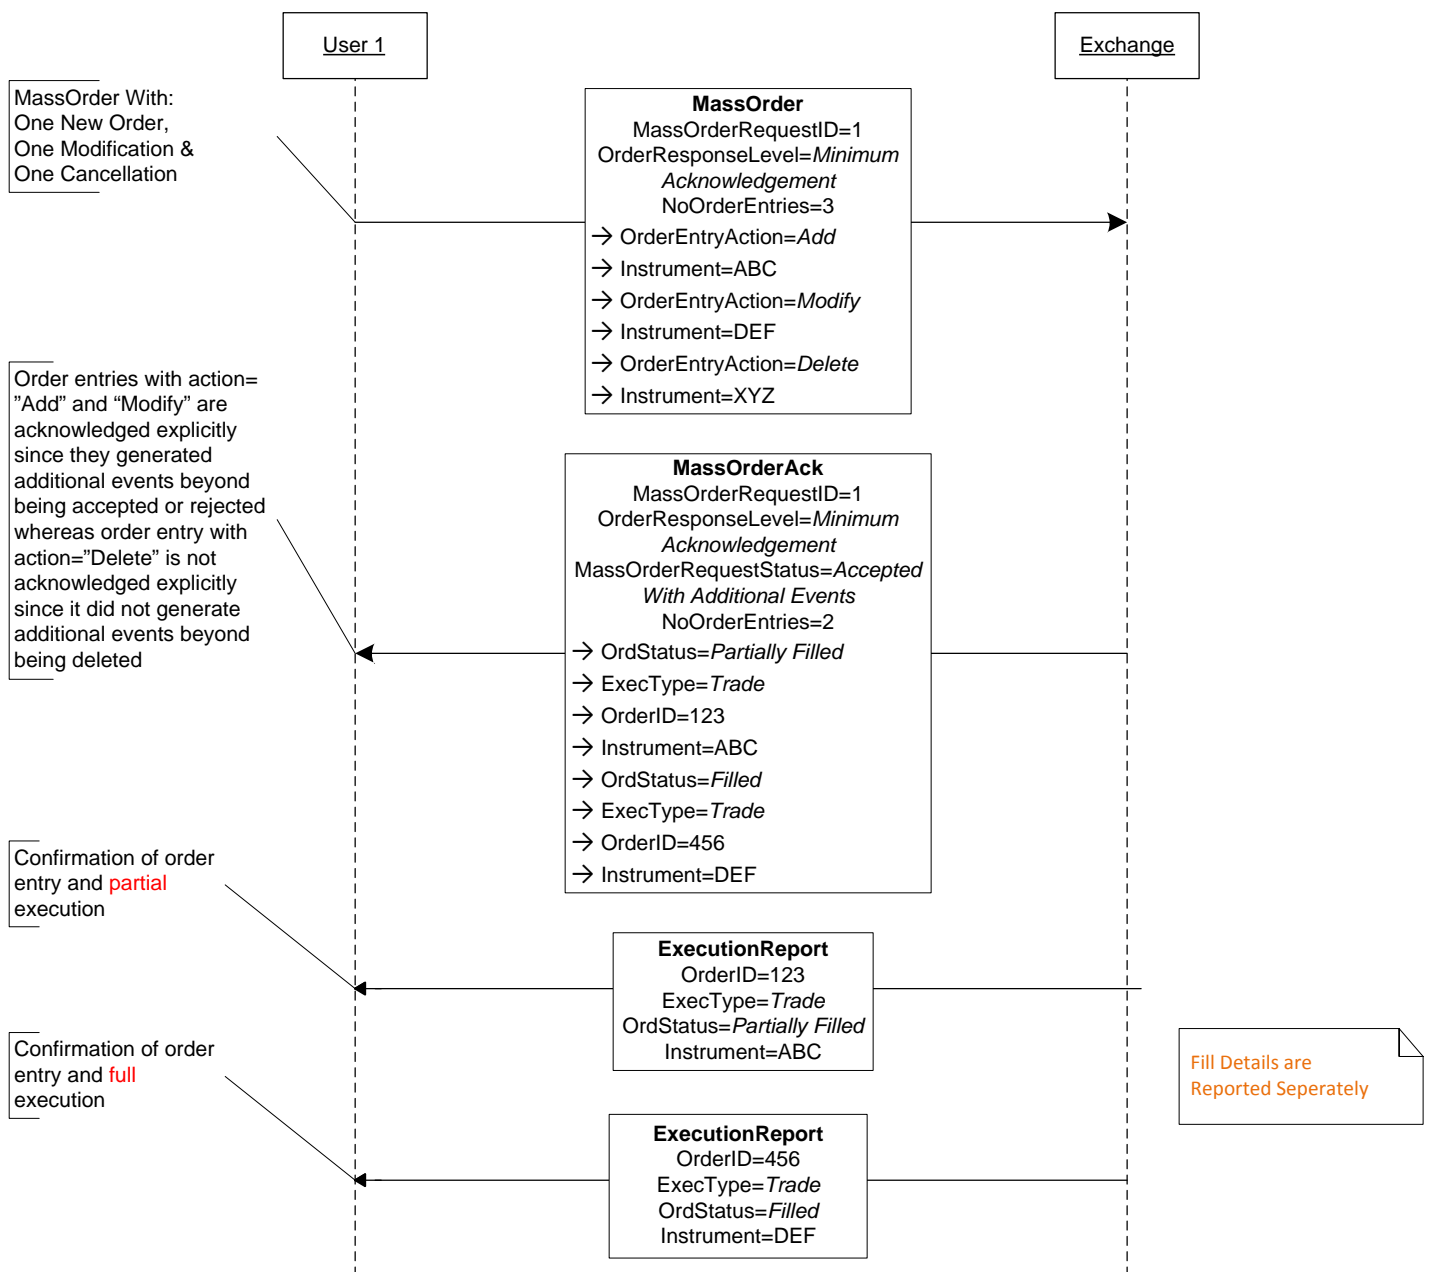 User 1
Exchange
MassOrder With:
One New Order,
One Modification &
One Cancellation
MassOrder
MassOrderRequestID=1
OrderResponseLevel=Minimum
Acknowledgement
NoOrderEntries=3
→ OrderEntryAction=Add
→ Instrument=ABC
→ OrderEntryAction=Modify
→ Instrument=DEF
→ OrderEntryAction=Delete
→ Instrument=XYZ
Order entries with action=
”Add” and “Modify” are
acknowledged explicitly
since they generated
additional events beyond
being accepted or rejected
whereas order entry with
action=”Delete” is not
acknowledged explicitly
since it did not generate
additional events beyond
being deleted
MassOrderAck
MassOrderRequestID=1
OrderResponseLevel=Minimum
Acknowledgement
MassOrderRequestStatus=Accepted
With Additional Events
NoOrderEntries=2
→ OrdStatus=Partially Filled
→ ExecType=Trade
→ OrderID=123
→ Instrument=ABC
→ OrdStatus=Filled
→ ExecType=Trade
→ OrderID=456
→ Instrument=DEF
Confirmation of order
entry and partial
execution
ExecutionReport
OrderID=123
ExecType=Trade
OrdStatus=Partially Filled
Instrument=ABC
Confirmation of order
entry and full
execution
Fill Details are
Reported Seperately
ExecutionReport
OrderID=456
ExecType=Trade
OrdStatus=Filled
Instrument=DEF